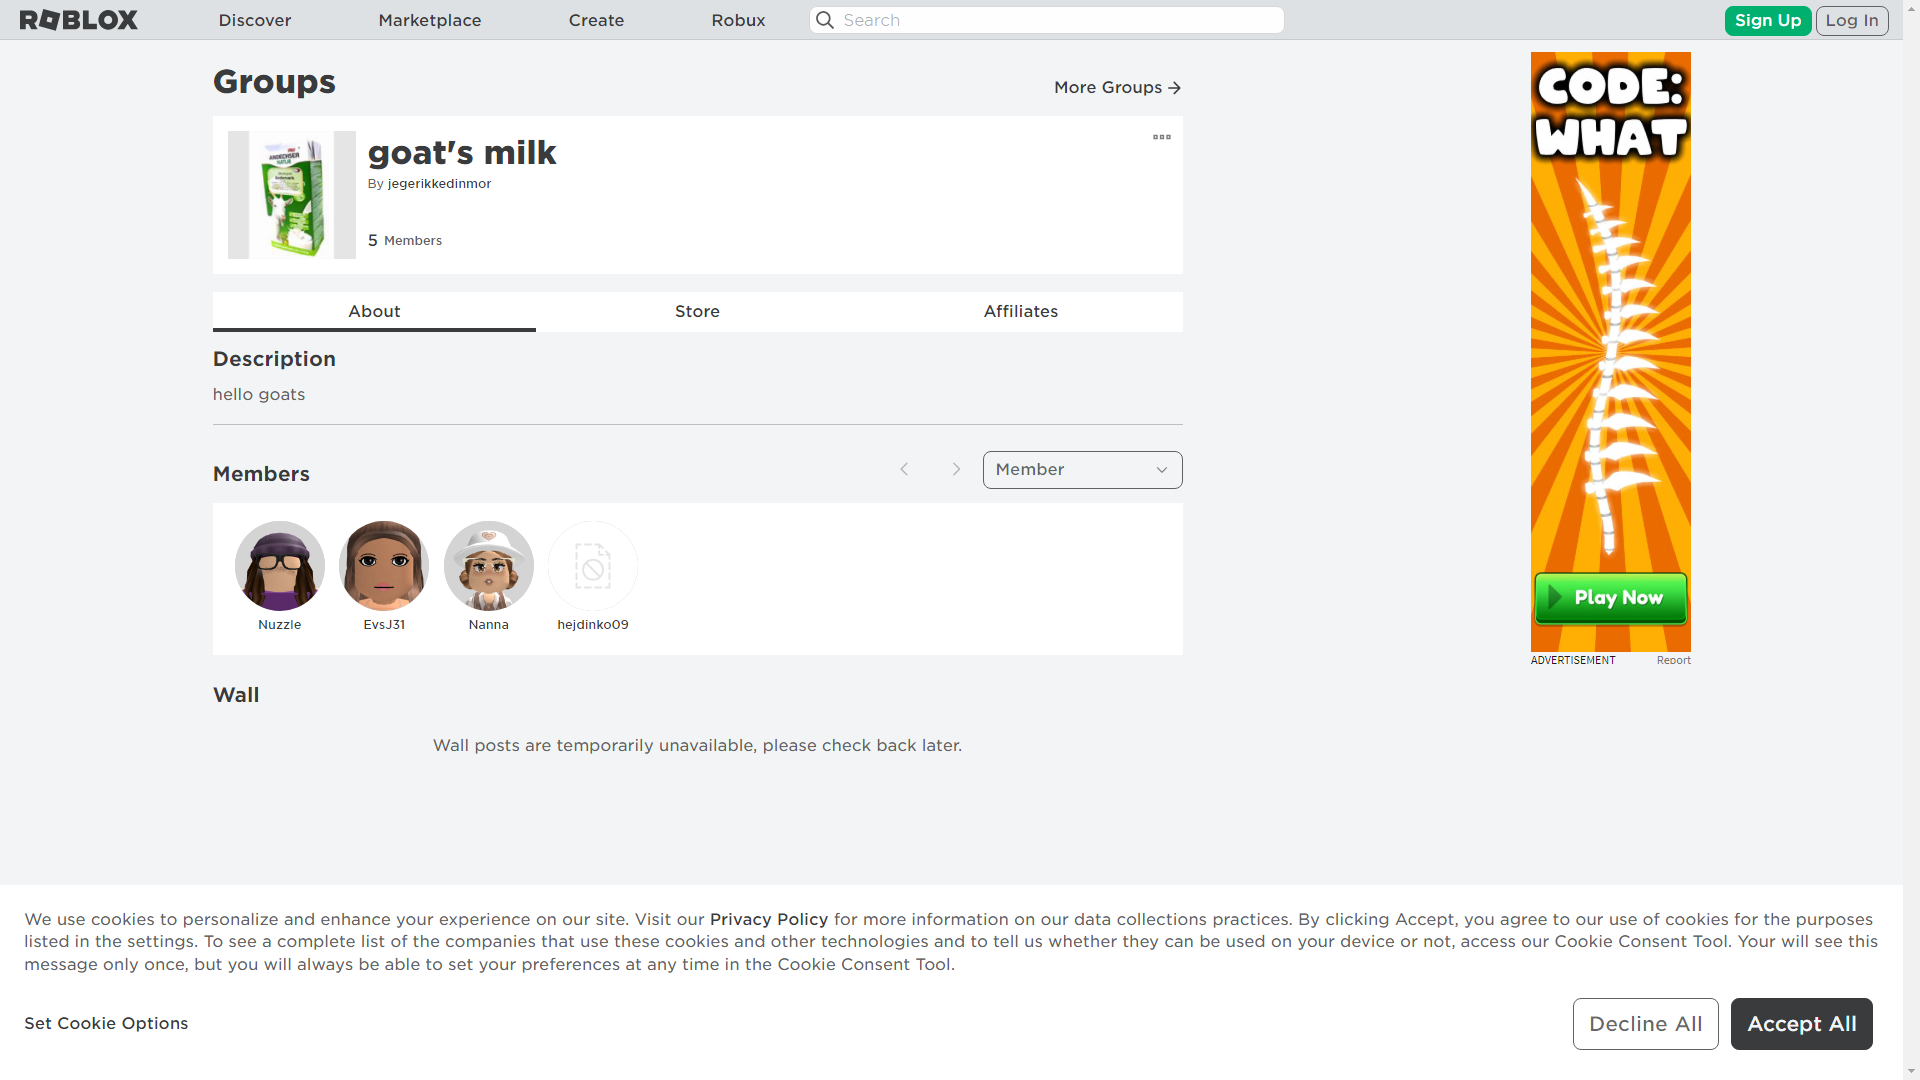 ROBLOX
Discover
Marketplace
Create
Robux
Search
Sign Up
Log In
Groups
More Groups
goat's milk
By jegerikkedinmor
5 Members
ANDECHSER
NATUR
About
Store
Affiliates
Description
hello goats
Members
Member
Nuzzle
EvsJ31
Nanna
hejdinko09
Wall
Wall posts are temporarily unavailable, please check back later.
CODE:
WHAT
Play Now
ADVERTISEMENT
Report
We use cookies to personalize and enhance your experience on our site. Visit our Privacy Policy for more information on our data collections practices. By clicking Accept, you agree to our use of cookies for the purposes
listed in the settings. To see a complete list of the companies that use these cookies and other technologies and to tell us whether they can be used on your device or not, access our Cookie Consent Tool. Your will see this
message only once, but you will always be able to set your preferences at any time in the Cookie Consent Tool.
Set Cookie Options
Decline All
Accept All